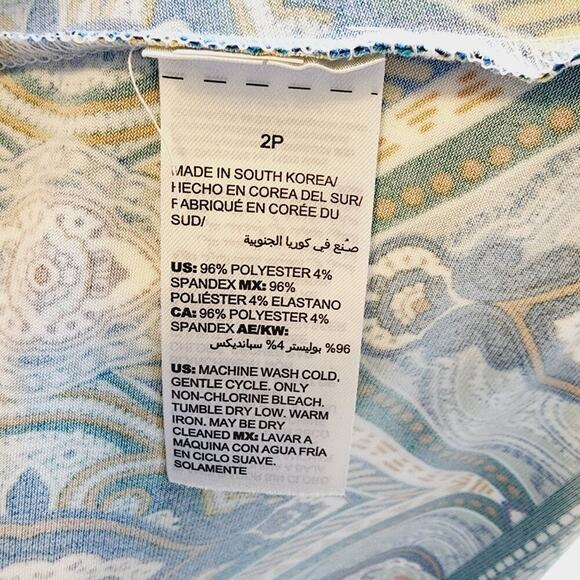 2P
MADE IN SOUTH KOREA/
HECHO EN COREA DEL SUR/
FABRIQUÉ EN CORÉE DU
SUD/
صنع في كوريا الجنوبية
US: 96% POLYESTER 4%
SPANDEX MX: 96%
POLIÉSTER 4% ELASTANO
CA: 96% POLYESTER 4%
SPANDEX AE/KW:
96% بوليستر 4% سباندیکس
US: MACHINE WASH COLD,
GENTLE CYCLE. ONLY
NON-CHLORINE BLEACH.
TUMBLE DRY LOW. WARM
IRON. MAY BE DRY
CLEANED MX: LAVAR A
MÁQUINA CON AGUA FRÍA
EN CICLO SUAVE.
SOLAMENTE